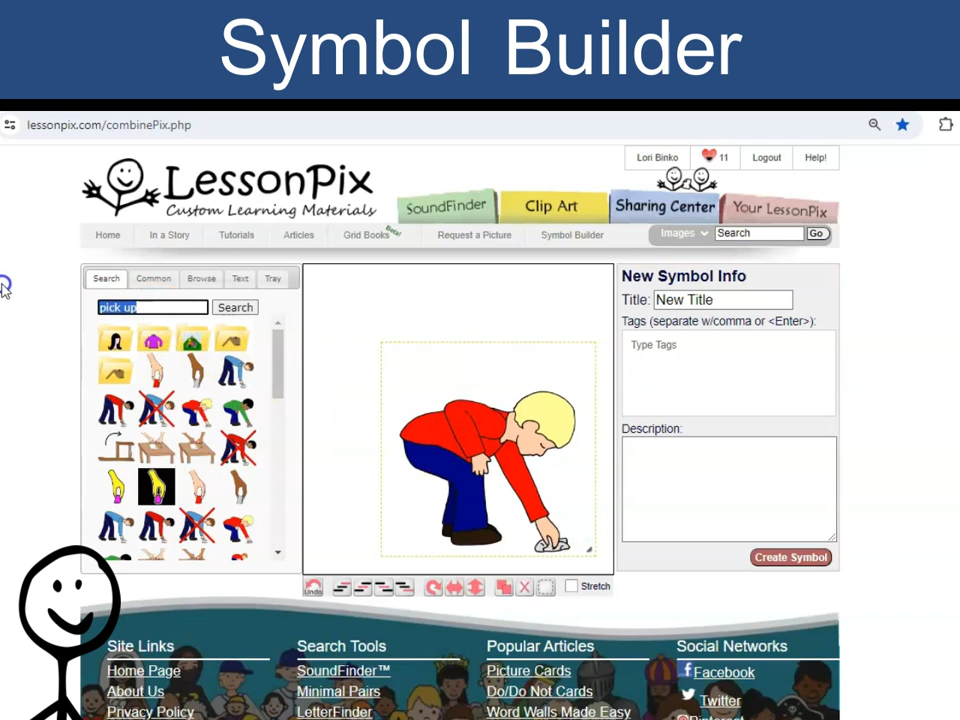 Symbol Builder
lessonpix.com/combinePix.php
Lori Binko 11 Logout Help!
LessonPix
Custom Learning Materials
SoundFinder Clip Art Sharing Center Your LessonPix
Home In a Story Tutorials Articles Grid Books Beta! Request a Picture Symbol Builder Images Search Go
Search Common Browse Text Tray
pick up Search
New Symbol Info
Title: New Title
Tags (separate w/comma or <Enter>):
Type Tags
Description:
Create Symbol
Undo Stretch
Site Links Search Tools Popular Articles Social Networks
Home Page SoundFinder™ Picture Cards Facebook
About Us Minimal Pairs Do/Do Not Cards Twitter
Privacy Policy LetterFinder Word Walls Made Easy Pinterest